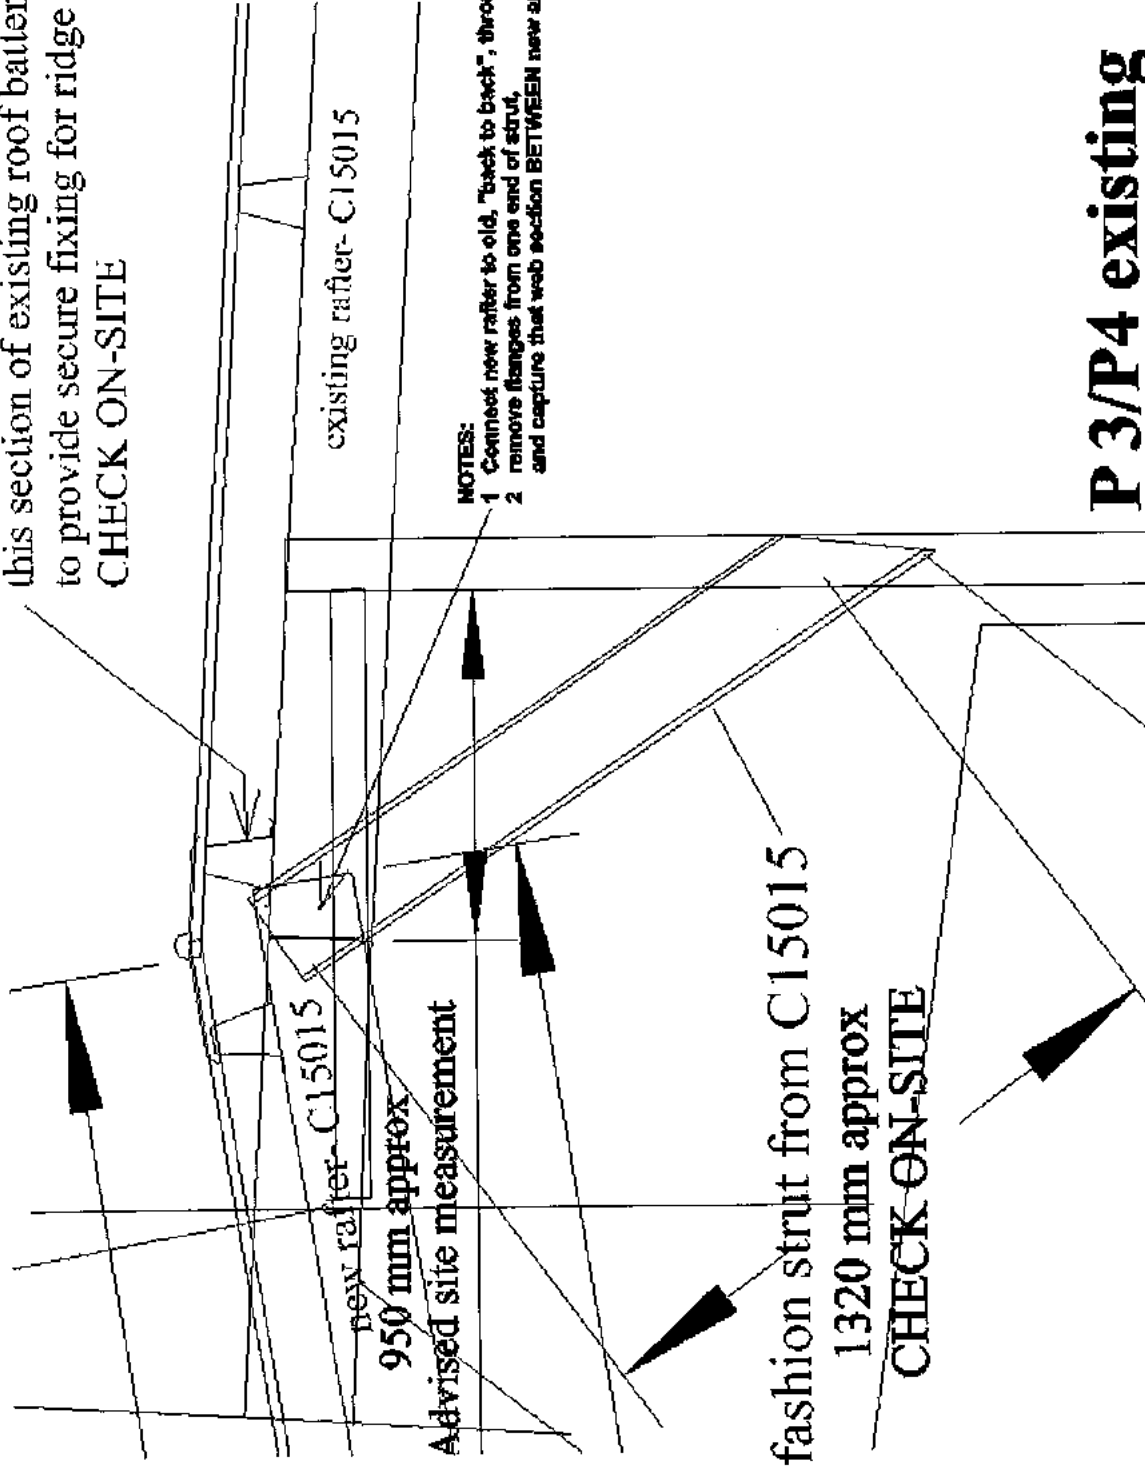 this section of existing roof batten
to provide secure fixing for ridge
CHECK ON-SITE
existing rafter- C15015
NOTES:
1 Connect new rafter to old, "back to back",
2 remove flanges from one end of strut,
and capture that web section BETWEEN new
new rafter- C15015
950 mm approx
Advised site measurement
fashion strut from C15015
1320 mm approx
CHECK ON-SITE
P 3/P4 existing